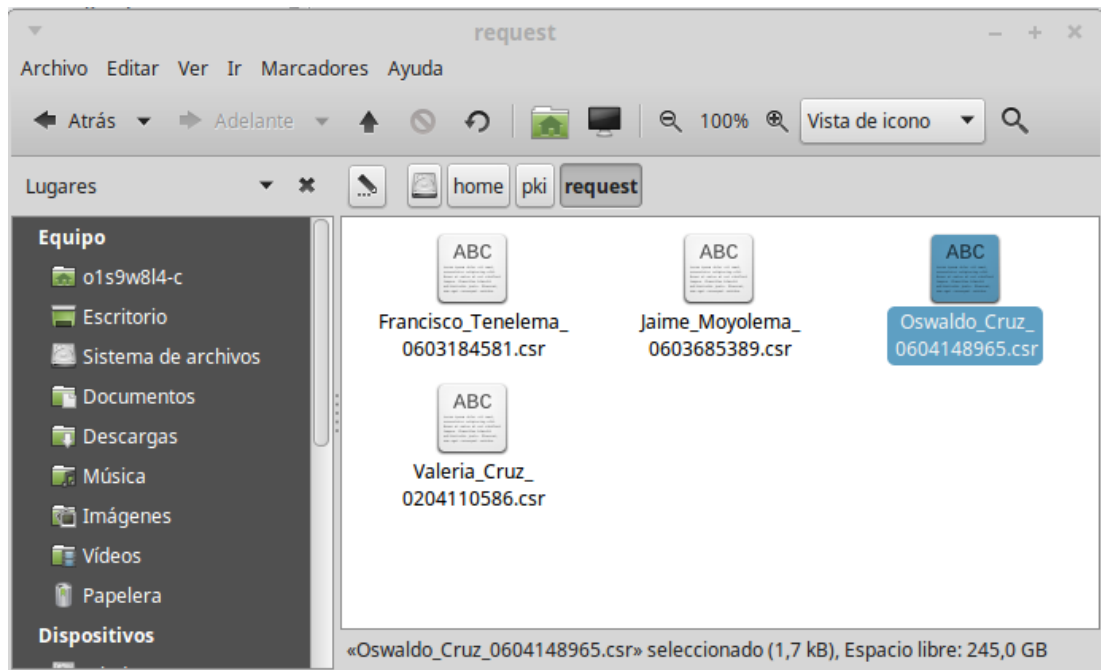 request
Archivo Editar Ver Ir Marcadores Ayuda
Atrás Adelante 100% Vista de icono
Lugares home pki request
Equipo
o1s9w8l4-c
Escritorio
Sistema de archivos
Documentos
Descargas
Música
Imágenes
Vídeos
Papelera
Dispositivos
ABC
Francisco_Tenelema_
0603184581.csr
ABC
Jaime_Moyolema_
0603685389.csr
ABC
Oswaldo_Cruz_
0604148965.csr
ABC
Valeria_Cruz_
0204110586.csr
«Oswaldo_Cruz_0604148965.csr» seleccionado (1,7 kB), Espacio libre: 245,0 GB